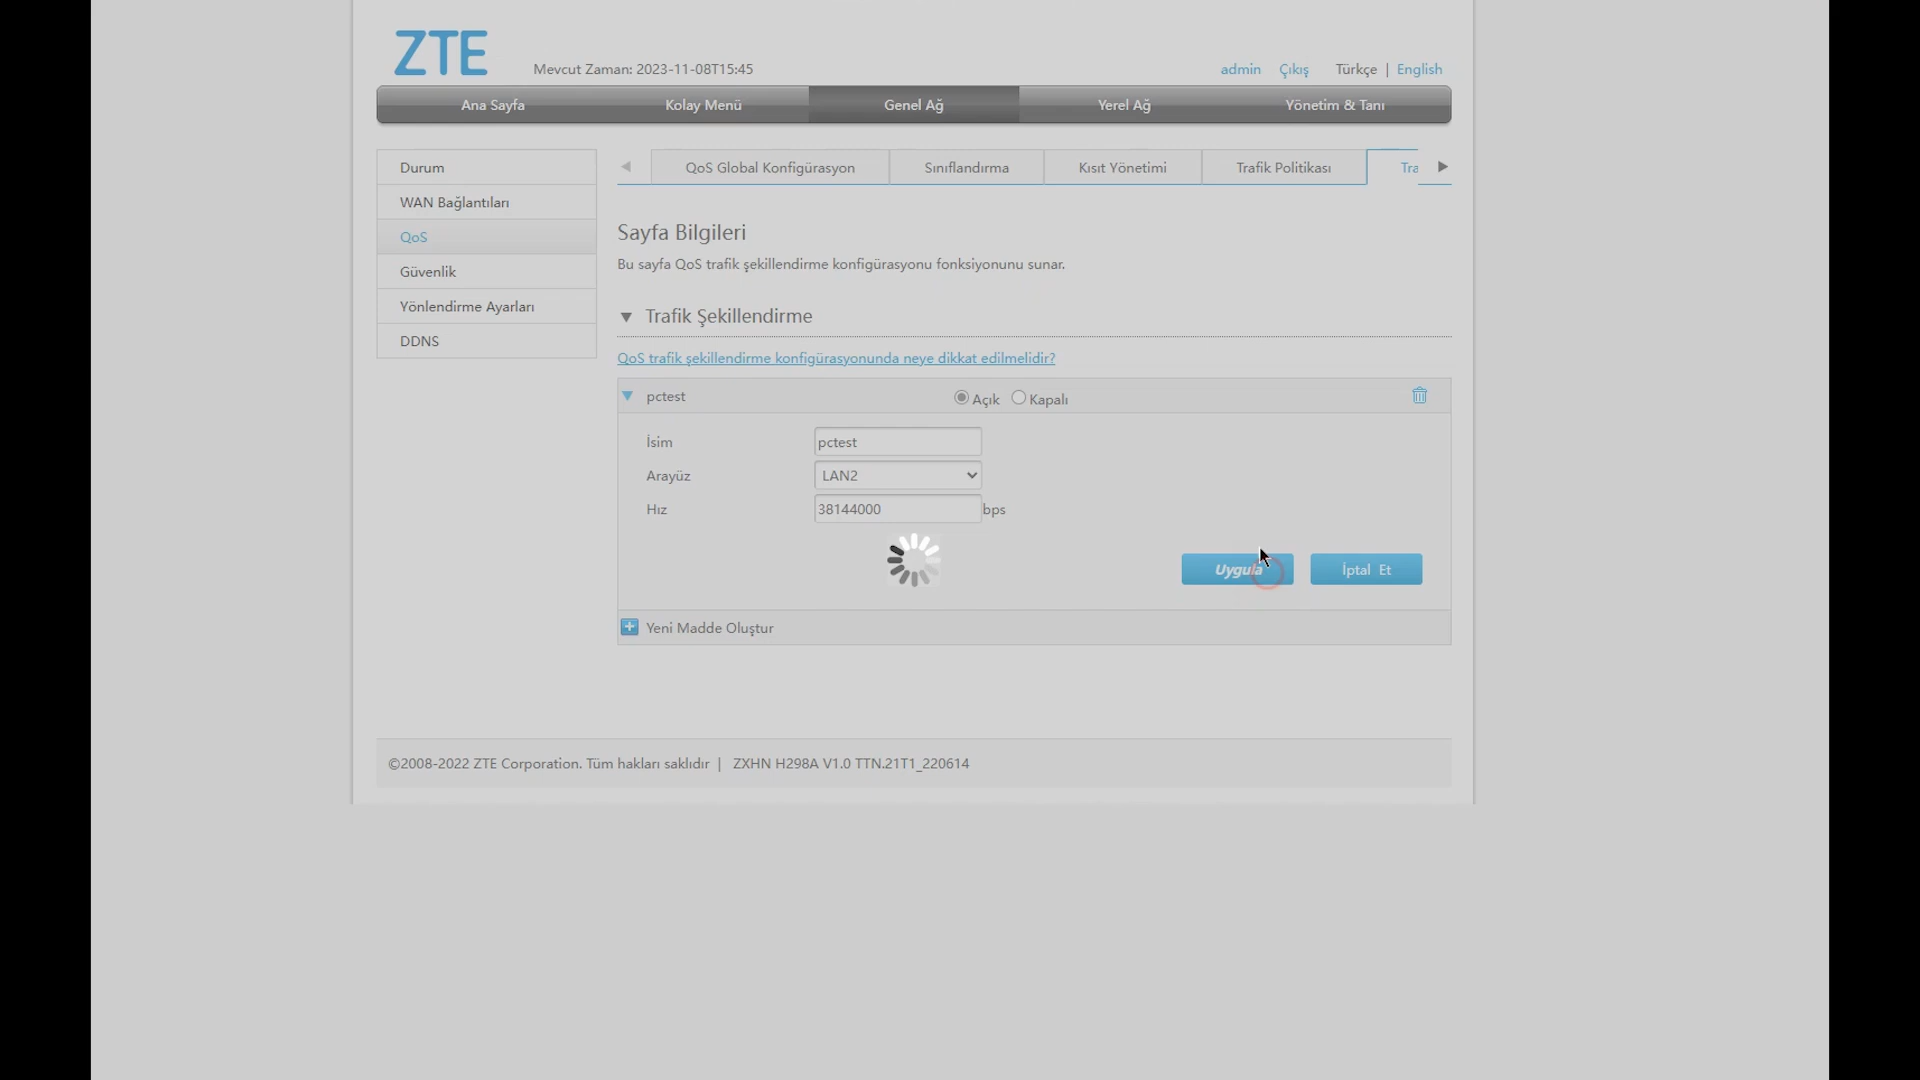 ZTE
Mevcut Zaman: 2023-11-08T15:45
admin Çıkış Türkçe | English
Ana Sayfa Kolay Menü Genel Ağ Yerel Ağ Yönetim & Tanı
Durum
WAN Bağlantıları
QoS
Güvenlik
Yönlendirme Ayarları
DDNS
QoS Global Konfigürasyon Sınıflandırma Kısıt Yönetimi Trafik Politikası Tra
Sayfa Bilgileri
Bu sayfa QoS trafik şekillendirme konfigürasyonu fonksiyonunu sunar.
Trafik Şekillendirme
QoS trafik şekillendirme konfigürasyonunda neye dikkat edilmelidir?
pctest Açık Kapalı
İsim pctest
Arayüz LAN2
Hız 38144000 bps
Uygula İptal Et
Yeni Madde Oluştur
©2008-2022 ZTE Corporation. Tüm hakları saklıdır | ZXHN H298A V1.0 TTN.21T1_220614